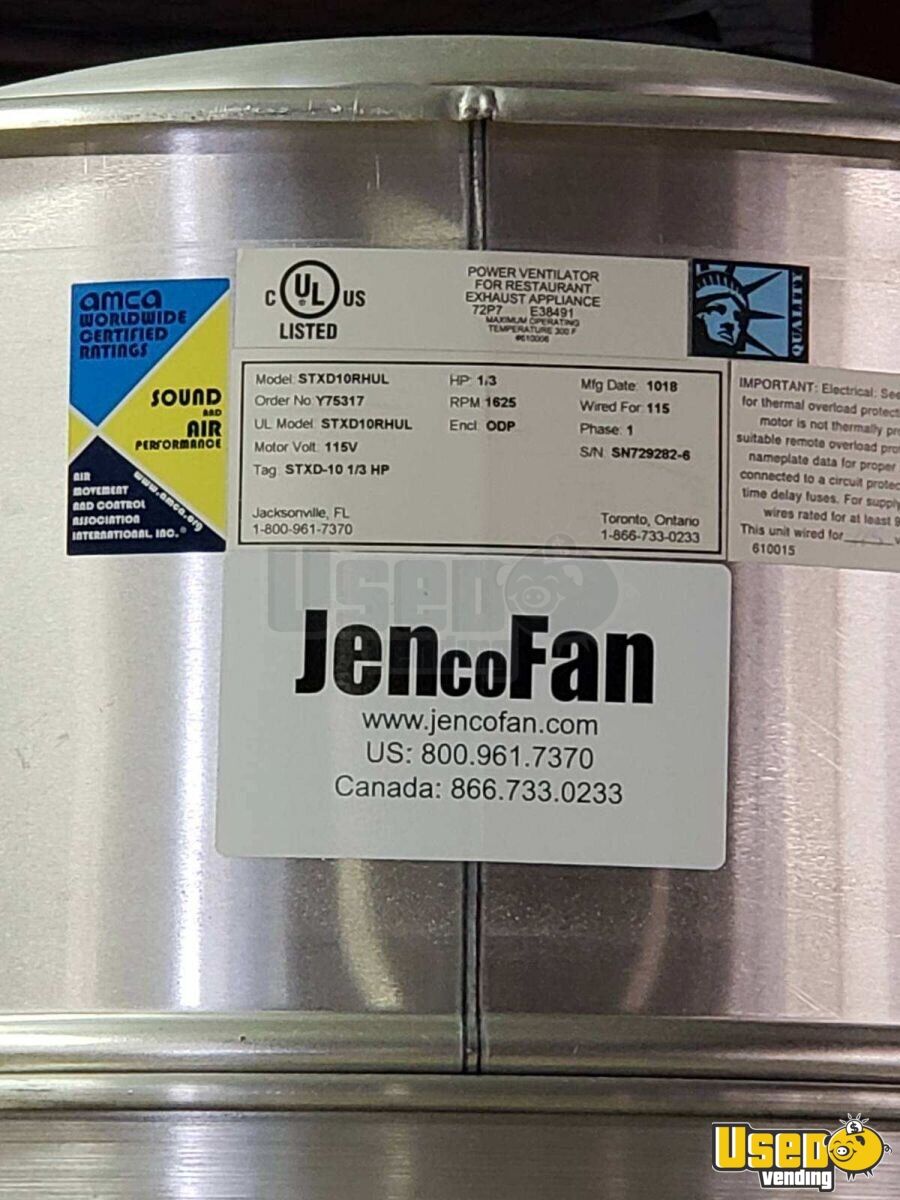 amca
WORLDWIDE
CERTIFIED
RATINGS
SOUND
AND
AIR
PERFORMANCE
AIR
MOVEMENT
AND CONTROL
ASSOCIATION
INTERNATIONAL, INC.®
www.amca.org
C UL US
LISTED
POWER VENTILATOR
FOR RESTAURANT
EXHAUST APPLIANCE
72P7 E38491
MAXIMUM OPERATING
TEMPERATURE 300 F
#610006
QUALITY
Model: STXD10RHUL HP: 1/3 Mfg Date: 1018
Order No: Y75317 RPM: 1625 Wired For: 115
UL Model: STXD10RHUL Encl: ODP Phase: 1
Motor Volt: 115V S/N: SN729282-6
Tag: STXD-10 1/3 HP
Jacksonville, FL Toronto, Ontario
1-800-961-7370 1-866-733-0233
IMPORTANT: Electrical: See
for thermal overload protecti
motor is not thermally pr
suitable remote overload pro
nameplate data for proper
connected to a circuit protec
time delay fuses. For supply
wires rated for at least 9
This unit wired for
610015
JencoFan
www.jencofan.com
US: 800.961.7370
Canada: 866.733.0233
USED
vending
USED
vending